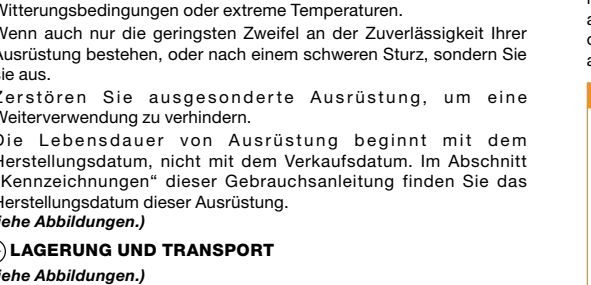 Witterungsbedingungen oder extreme Temperaturen.
Wenn auch nur die geringsten Zweifel an der Zuverlässigkeit Ihrer
Ausrüstung bestehen, oder nach einem schweren Sturz, sondern Sie
sie aus.
Zerstören Sie ausgesonderte Ausrüstung, um eine
Weiterverwendung zu verhindern.
Die Lebensdauer von Ausrüstung beginnt mit dem
Herstellungsdatum, nicht mit dem Verkaufsdatum. Im Abschnitt
„Kennzeichnungen“ dieser Gebrauchsanleitung finden Sie das
Herstellungsdatum dieser Ausrüstung.
iehe Abbildungen.)
LAGERUNG UND TRANSPORT
iehe Abbildungen.)